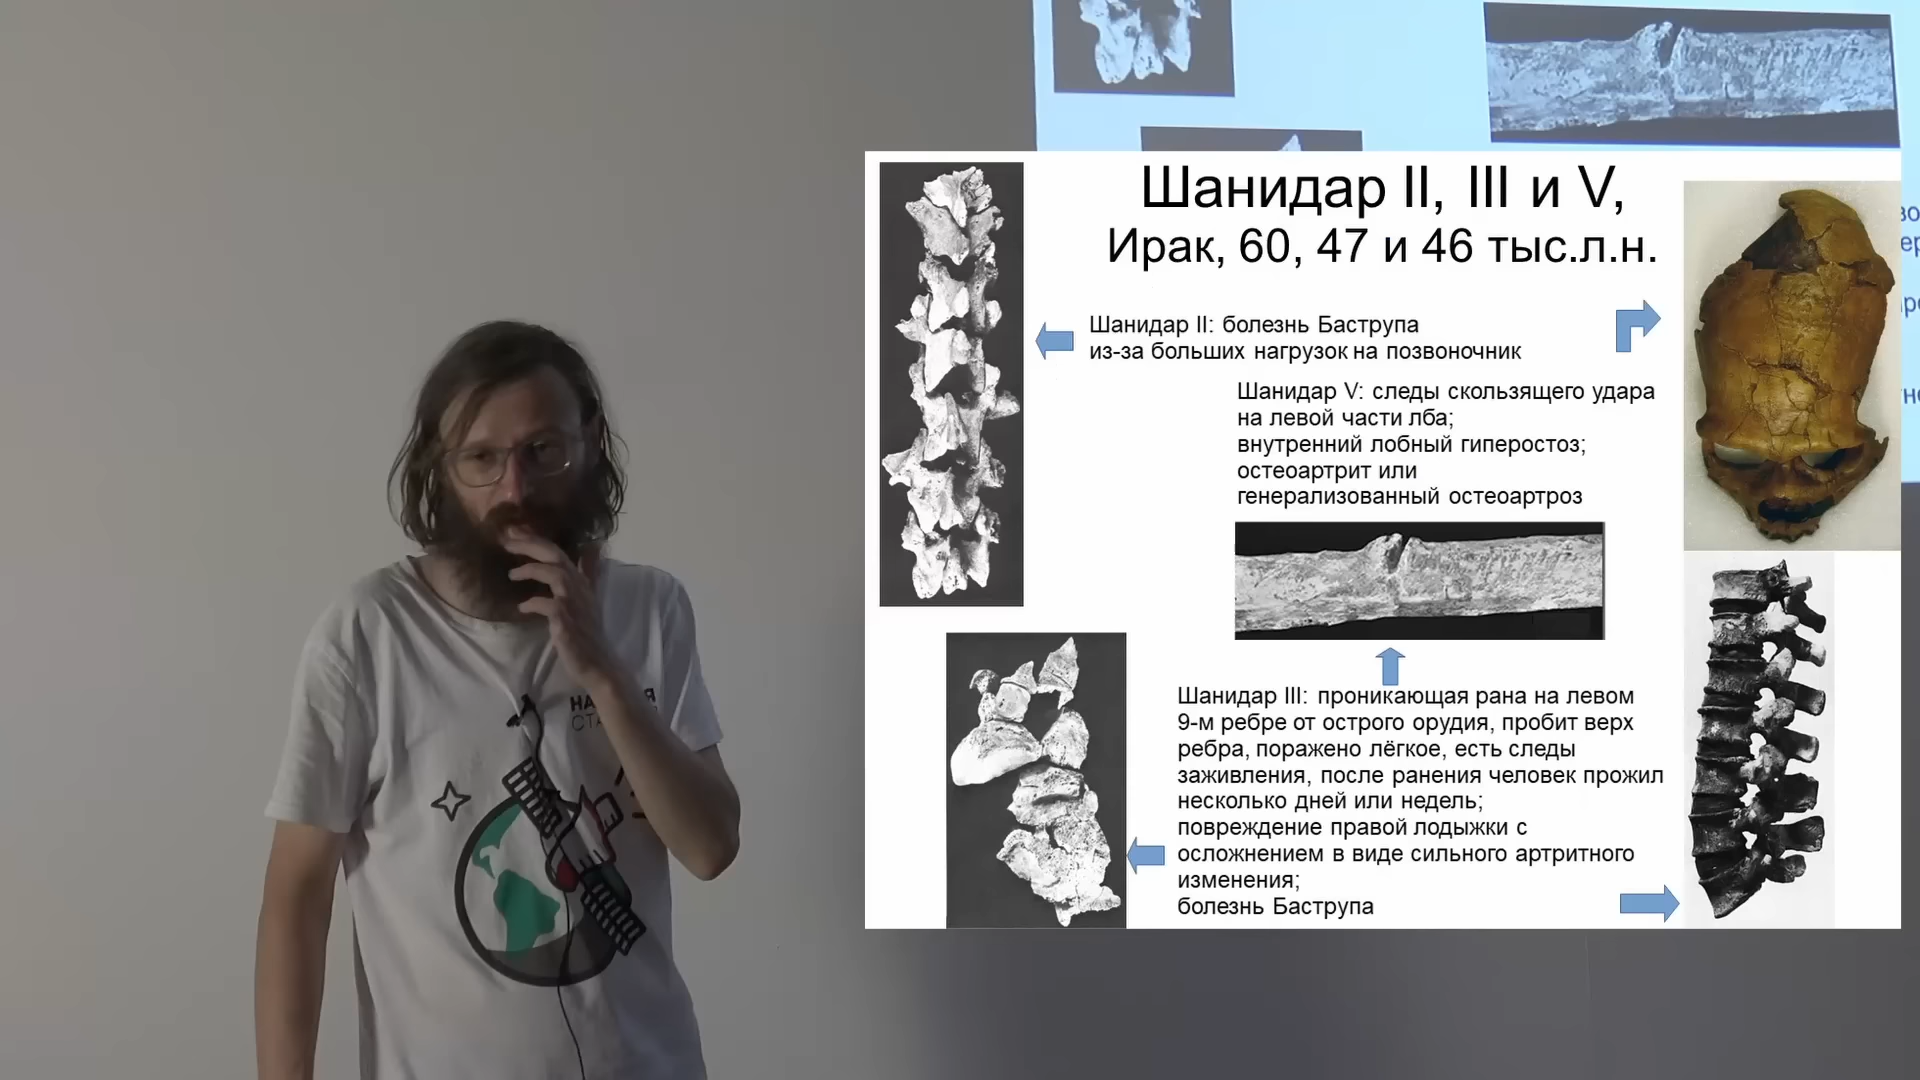 Шанидар II, III и V,
Ирак, 60, 47 и 46 тыс.л.н.
Шанидар II: болезнь Баструпа
из-за больших нагрузок на позвоночник
Шанидар V: следы скользящего удара
на левой части лба;
внутренний лобный гиперостоз;
остеоартрит или
генерализованный остеоартроз
Шанидар III: проникающая рана на левом
9-м ребре от острого орудия, пробит верх
ребра, поражено лёгкое, есть следы
заживления, после ранения человек прожил
несколько дней или недель;
повреждение правой лодыжки с
осложнением в виде сильного артритного
изменения;
болезнь Баструпа